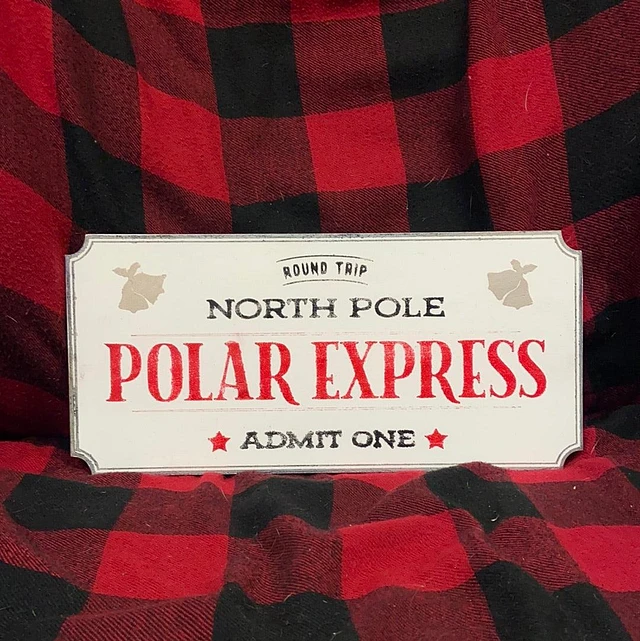 ROUND TRIP
NORTH POLE
POLAR EXPRESS
ADMIT ONE